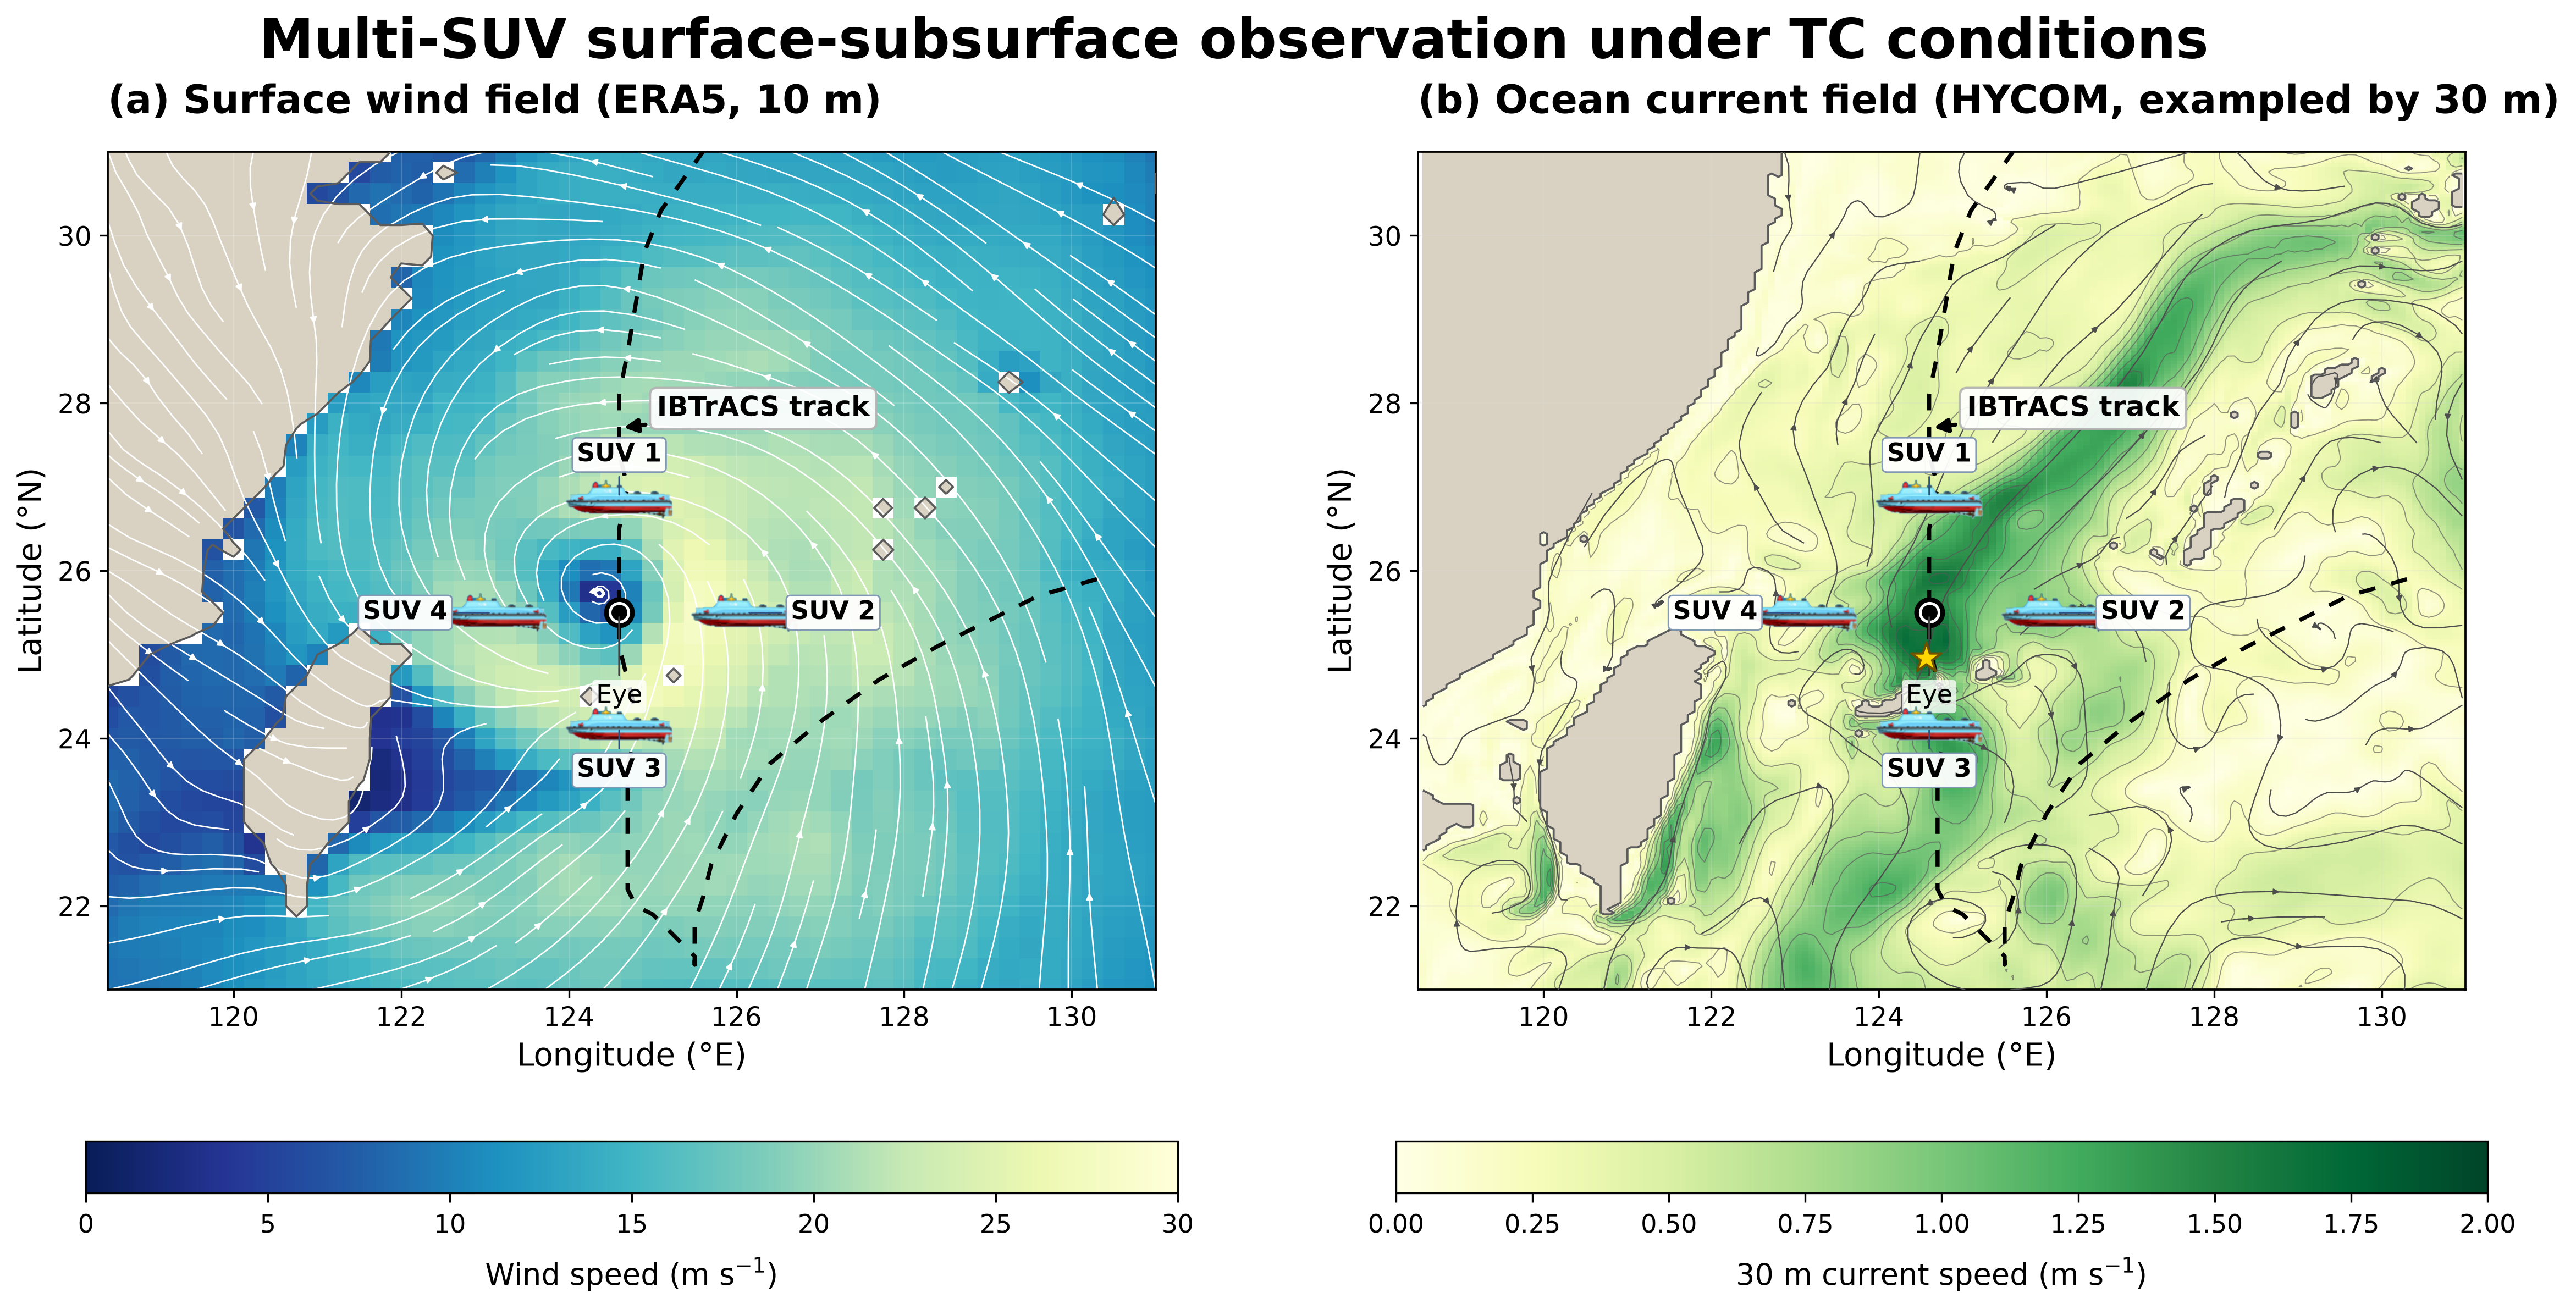 Multi-SUV surface-subsurface observation under TC conditions
(a) Surface wind field (ERA5, 10 m)
30
28
26
24
22
Latitude (°N)
IBTrACS track
SUV 1
SUV 4
SUV 2
Eye
SUV 3
120 122 124 126 128 130
Longitude (°E)
0 5 10 15 20 25 30
Wind speed (m s⁻¹)
(b) Ocean current field (HYCOM, exampled by 30 m)
30
28
26
24
22
Latitude (°N)
IBTrACS track
SUV 1
SUV 4
SUV 2
Eye
SUV 3
120 122 124 126 128 130
Longitude (°E)
0.00 0.25 0.50 0.75 1.00 1.25 1.50 1.75 2.00
30 m current speed (m s⁻¹)